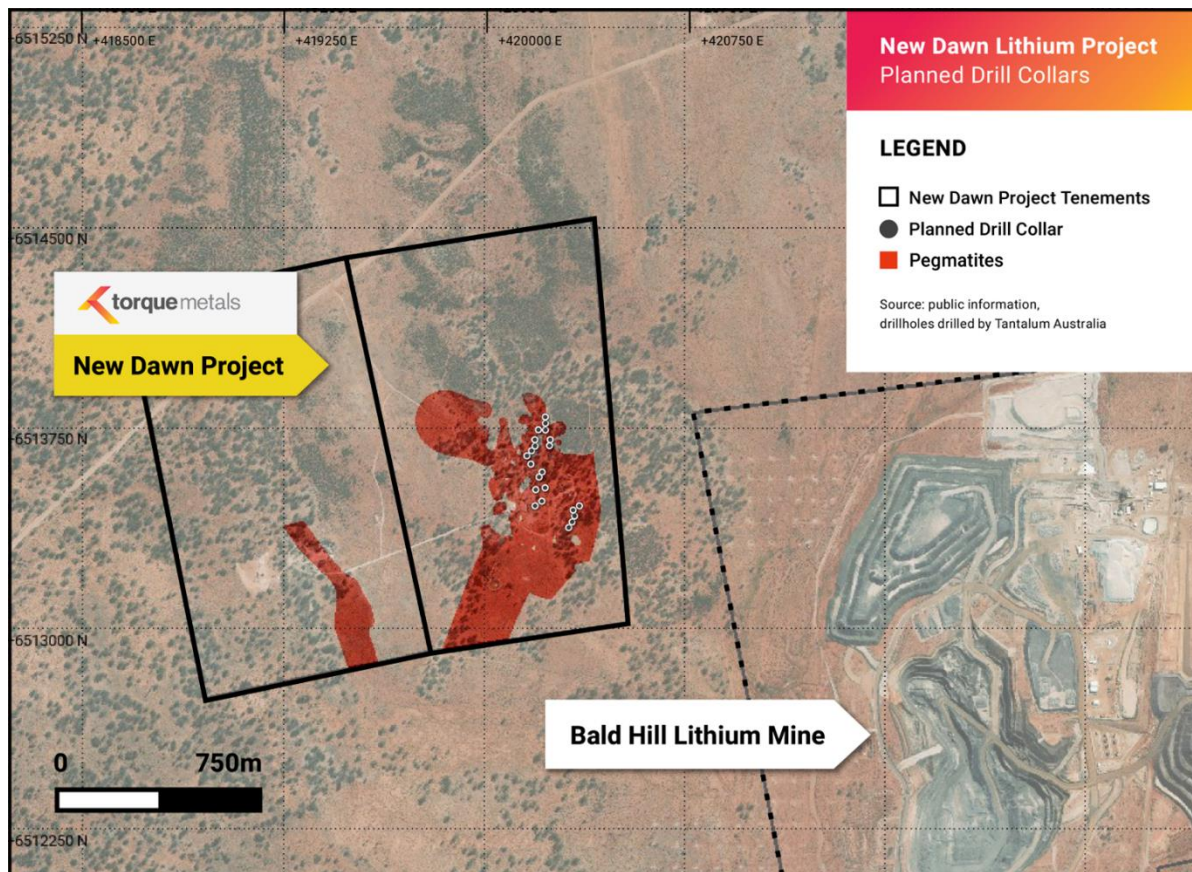 6515250 N
+419250 E
+420000 E
+420750 E
New Dawn Lithium Project
Planned Drill Collars
LEGEND
New Dawn Project Tenements
Planned Drill Collar
Pegmatites
Source: public information,
drillholes drilled by Tantalum Australia
+418500 E
6514500 N
torquemetals
New Dawn Project
6513750 N
6513000 N
Bald Hill Lithium Mine
0 750m
6512250 N